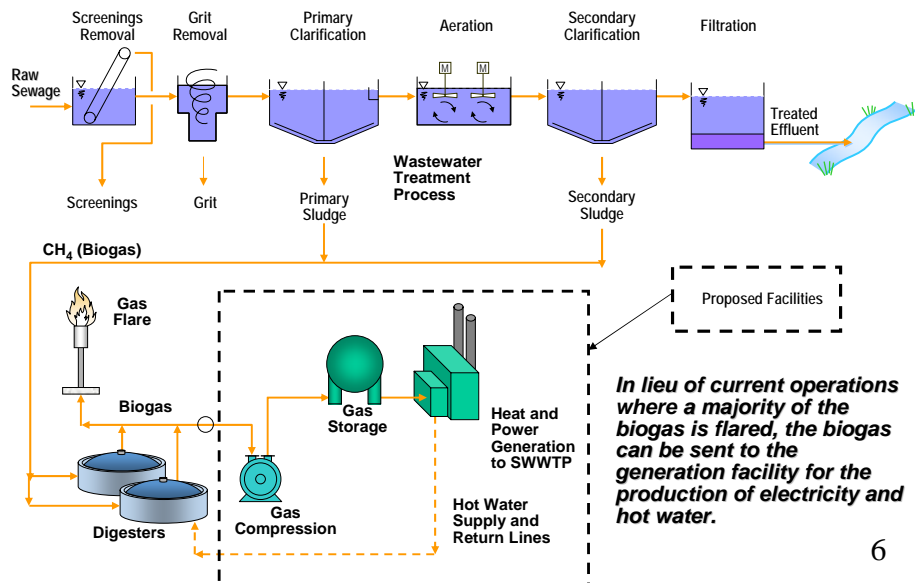 Screenings
Removal
Grit
Removal
Primary
Clarification
Aeration
Secondary
Clarification
Filtration
Raw
Sewage
M
M
Treated
Effluent
Wastewater
Treatment
Process
Screenings
Grit
Primary
Sludge
Secondary
Sludge
CH₄ (Biogas)
Gas
Flare
Proposed Facilities
Biogas
Gas
Storage
Heat and
Power
Generation
to SWWTP
Gas
Compression
Digesters
Hot Water
Supply and
Return Lines
In lieu of current operations
where a majority of the
biogas is flared, the biogas
can be sent to the
generation facility for the
production of electricity and
hot water.
6